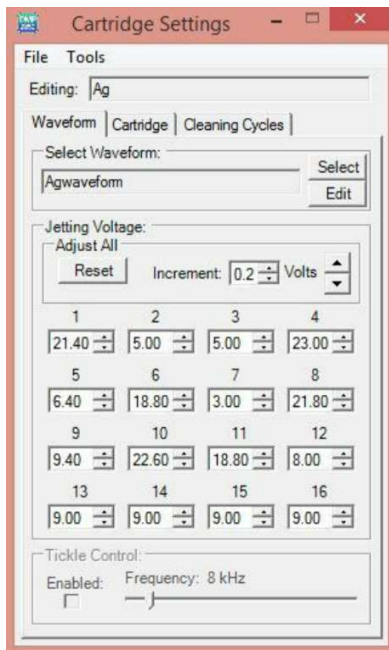 Cartridge Settings
File Tools
Editing: Ag
Waveform Cartridge Cleaning Cycles
Select Waveform:
Agwaveform
Select
Edit
Jetting Voltage:
Adjust All
Reset Increment: 0.2 Volts
1 2 3 4
21.40 5.00 5.00 23.00
5 6 7 8
6.40 18.80 3.00 21.80
9 10 11 12
9.40 22.60 18.80 8.00
13 14 15 16
9.00 9.00 9.00 9.00
Tickle Control:
Enabled: Frequency: 8 kHz